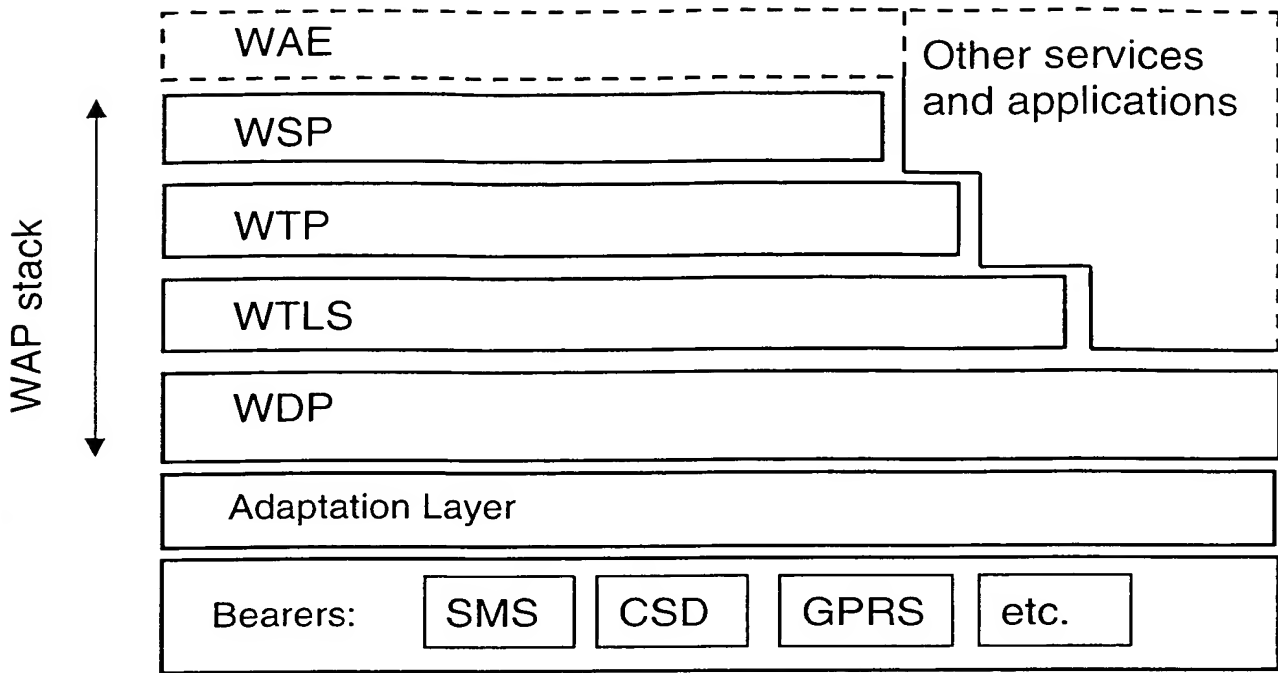 WAE
Other services
and applications
WSP
WTP
WTLS
WDP
WAP stack
Adaptation Layer
Bearers: SMS CSD GPRS etc.